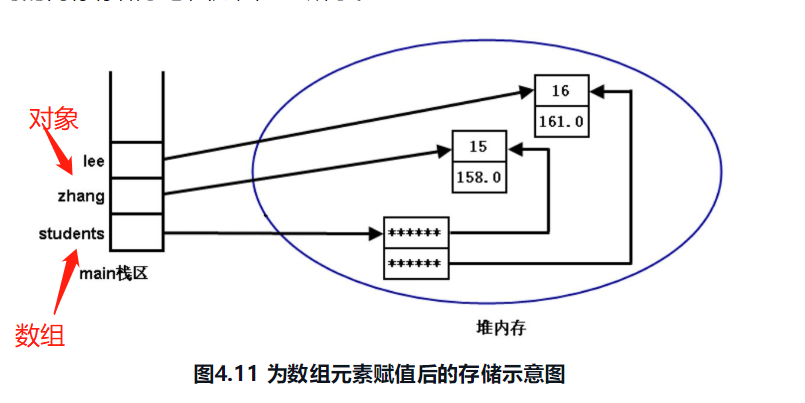 对象
16
161.0
15
158.0
lee
zhang
students
******
******
main栈区
数组
堆内存
图4.11 为数组元素赋值后的存储示意图